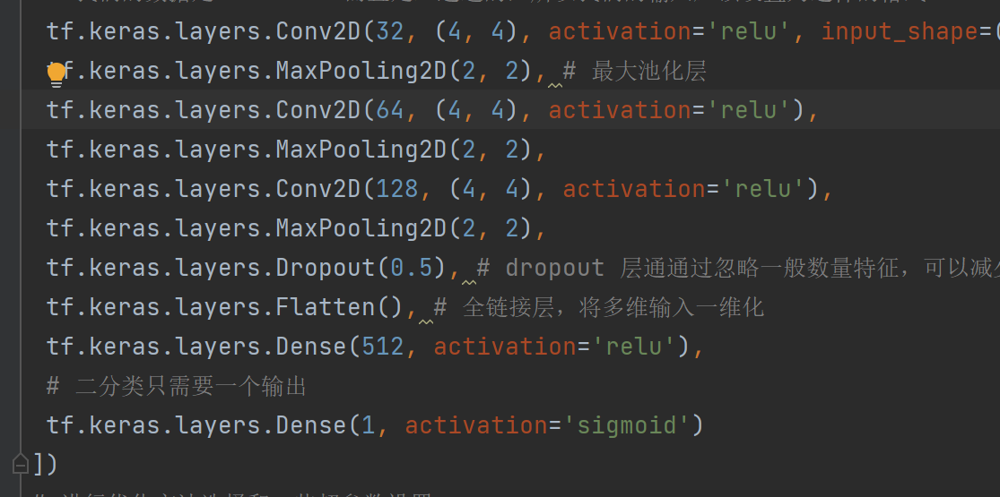 tf.keras.layers.Conv2D(32, (4, 4), activation='relu', input_shape=(
tf.keras.layers.MaxPooling2D(2, 2), # 最大池化层
tf.keras.layers.Conv2D(64, (4, 4), activation='relu'),
tf.keras.layers.MaxPooling2D(2, 2),
tf.keras.layers.Conv2D(128, (4, 4), activation='relu'),
tf.keras.layers.MaxPooling2D(2, 2),
tf.keras.layers.Dropout(0.5), # dropout 层通通过忽略一般数量特征，可以减少
tf.keras.layers.Flatten(), # 全链接层，将多维输入一维化
tf.keras.layers.Dense(512, activation='relu'),
# 二分类只需要一个输出
tf.keras.layers.Dense(1, activation='sigmoid')
])